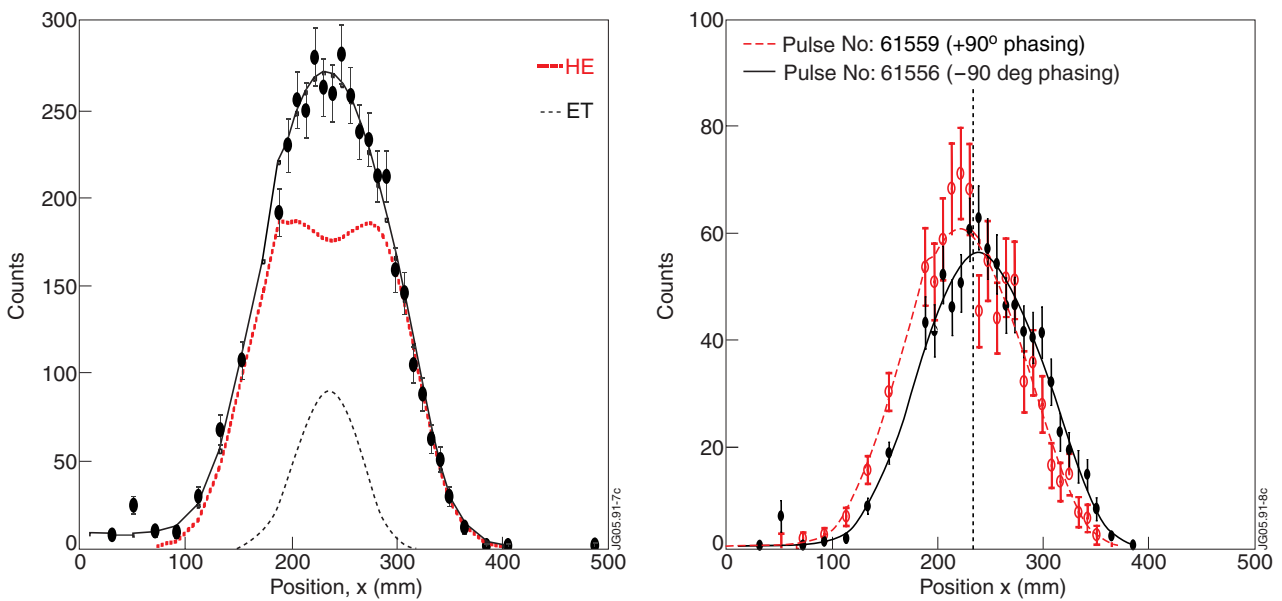 300
250
200
150
100
50
0
Counts
HE
ET
0
100
200
300
400
500
Position, x (mm)
JG05.91-7c
100
80
60
40
20
0
Counts
Pulse No: 61559 (+90º phasing)
Pulse No: 61556 (−90 deg phasing)
0
100
200
300
400
500
Position x (mm)
JG05.91-8c